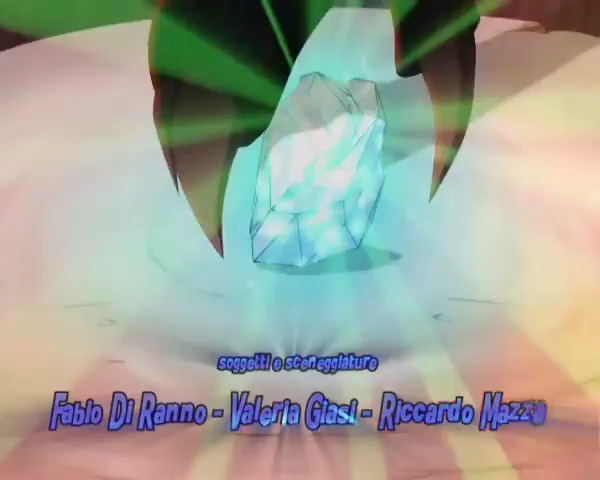 soggetti e sceneggiature
Fabio Di Ranno - Valeria Giasi - Riccardo Mazza